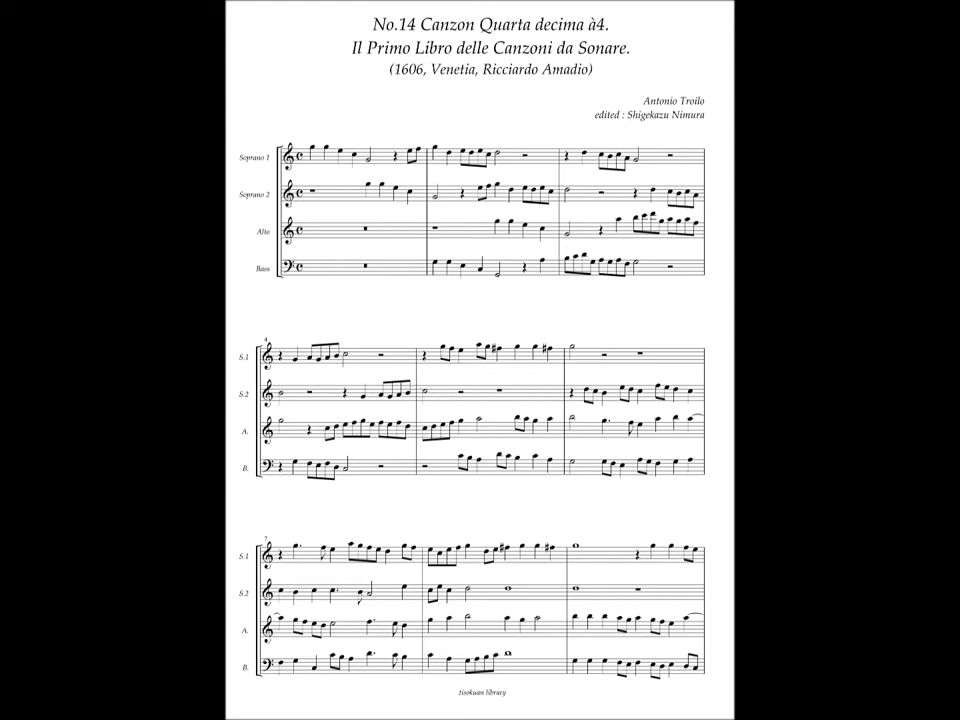 No.14 Canzon Quarta decima à4.
Il Primo Libro delle Canzoni da Sonare.
(1606, Venetia, Ricciardo Amadio)
Antonio Troilo
edited : Shigekazu Nimura
Soprano 1
Soprano 2
Alto
Bass
4
S.1
S.2
A.
B.
7
S.1
S.2
A.
B.
tisokuan library